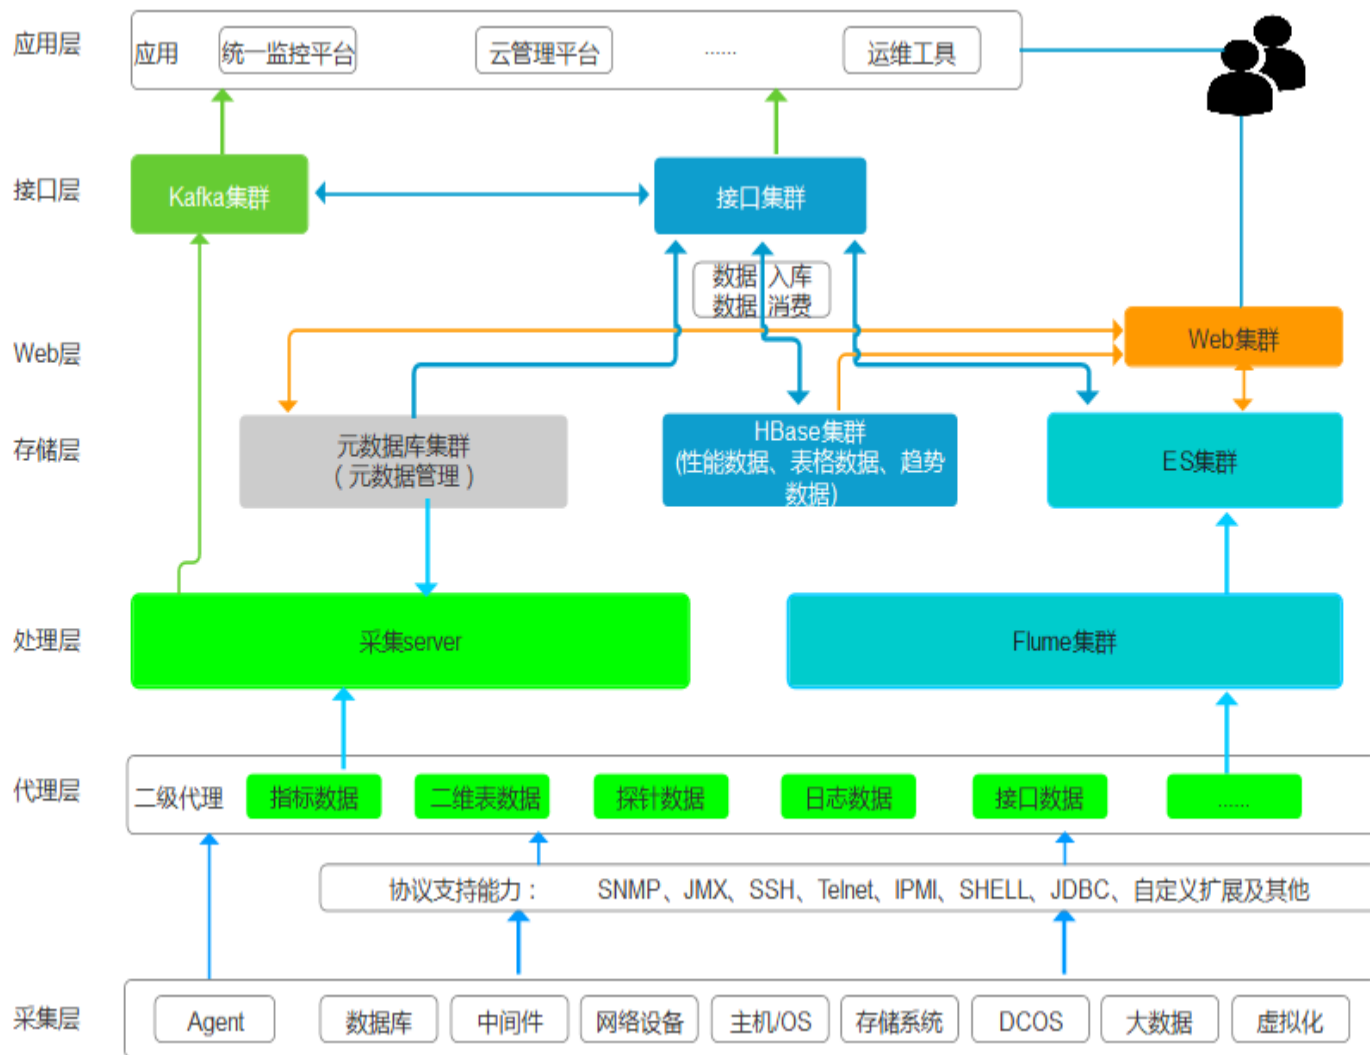 应用层
应用
统一监控平台
云管理平台
......
运维工具
接口层
Kafka集群
接口集群
数据 入库
数据 消费
Web层
Web集群
存储层
元数据库集群
（元数据管理）
HBase集群
(性能数据、表格数据、趋势
数据)
ES集群
处理层
采集server
Flume集群
代理层
二级代理
指标数据
二维表数据
探针数据
日志数据
接口数据
......
协议支持能力： SNMP、JMX、SSH、Telnet、IPMI、SHELL、JDBC、自定义扩展及其他
采集层
Agent
数据库
中间件
网络设备
主机/OS
存储系统
DCOS
大数据
虚拟化